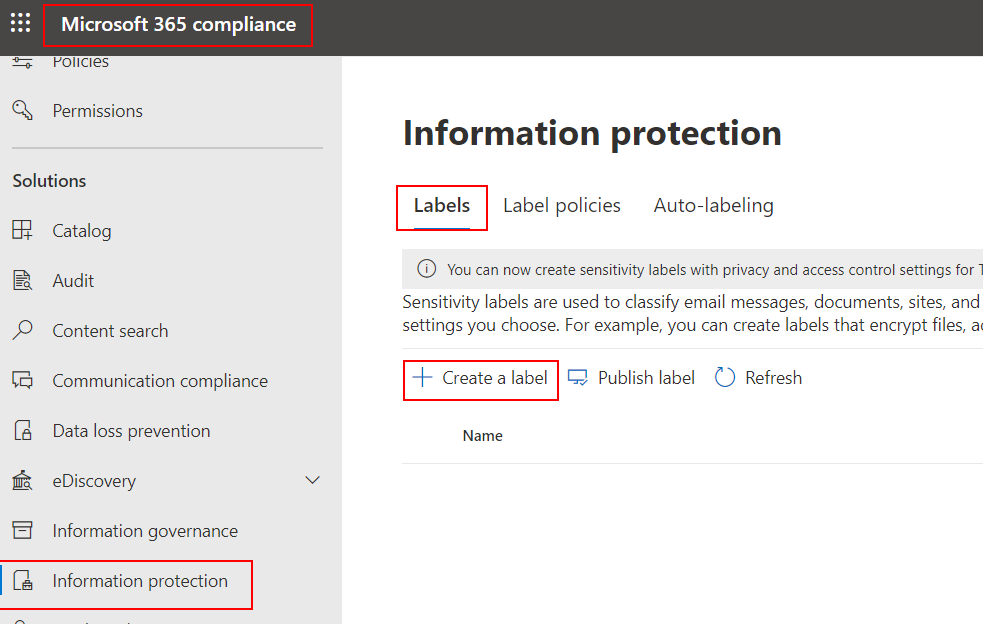 Microsoft 365 compliance
Policies
Permissions
Solutions
Catalog
Audit
Content search
Communication compliance
Data loss prevention
eDiscovery
Information governance
Information protection
Information protection
Labels Label policies Auto-labeling
You can now create sensitivity labels with privacy and access control settings for
Sensitivity labels are used to classify email messages, documents, sites, and
settings you choose. For example, you can create labels that encrypt files,
Create a label Publish label Refresh
Name